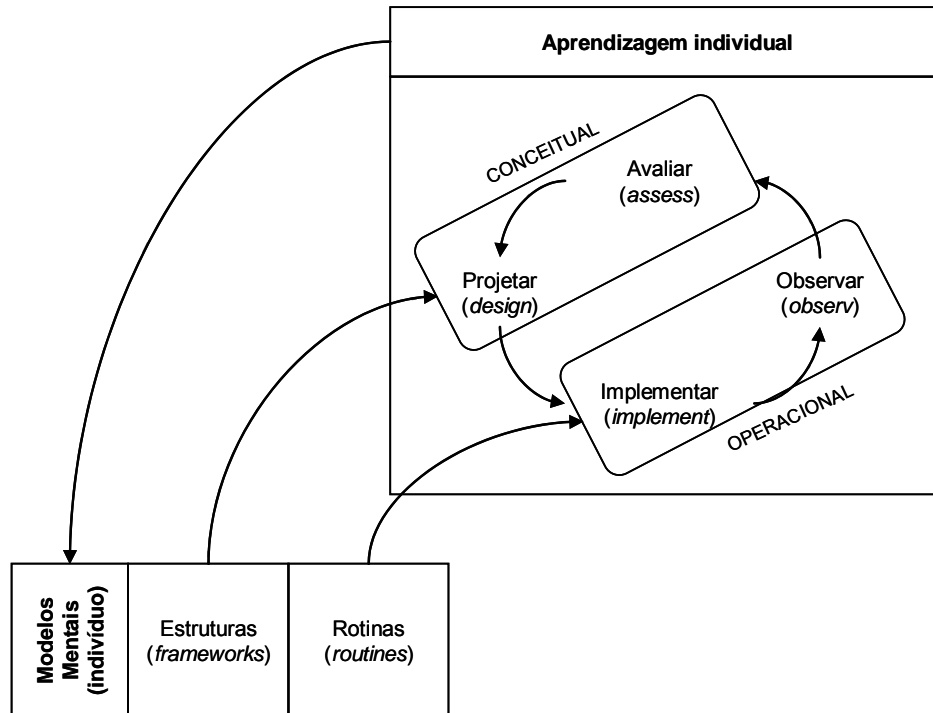 Aprendizagem individual
CONCEITUAL
Avaliar
(assess)
Projetar
(design)
Observar
(observ)
Implementar
(implement)
OPERACIONAL
Modelos
Mentais
(indivíduo)
Estruturas
(frameworks)
Rotinas
(routines)